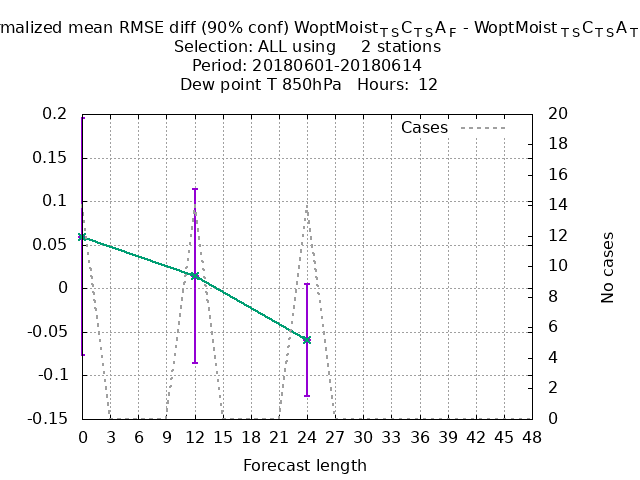 rmalized mean RMSE diff (90% conf) WoptMoist_TSC_TSA_F - WoptMoist_TSC_TSA_T
Selection: ALL using 2 stations
Period: 20180601-20180614
Dew point T 850hPa Hours: 12
Cases
0.2
0.15
0.1
0.05
0
-0.05
-0.1
-0.15
20
18
16
14
12
10
8
6
4
2
0
No cases
0 3 6 9 12 15 18 21 24 27 30 33 36 39 42 45 48
Forecast length